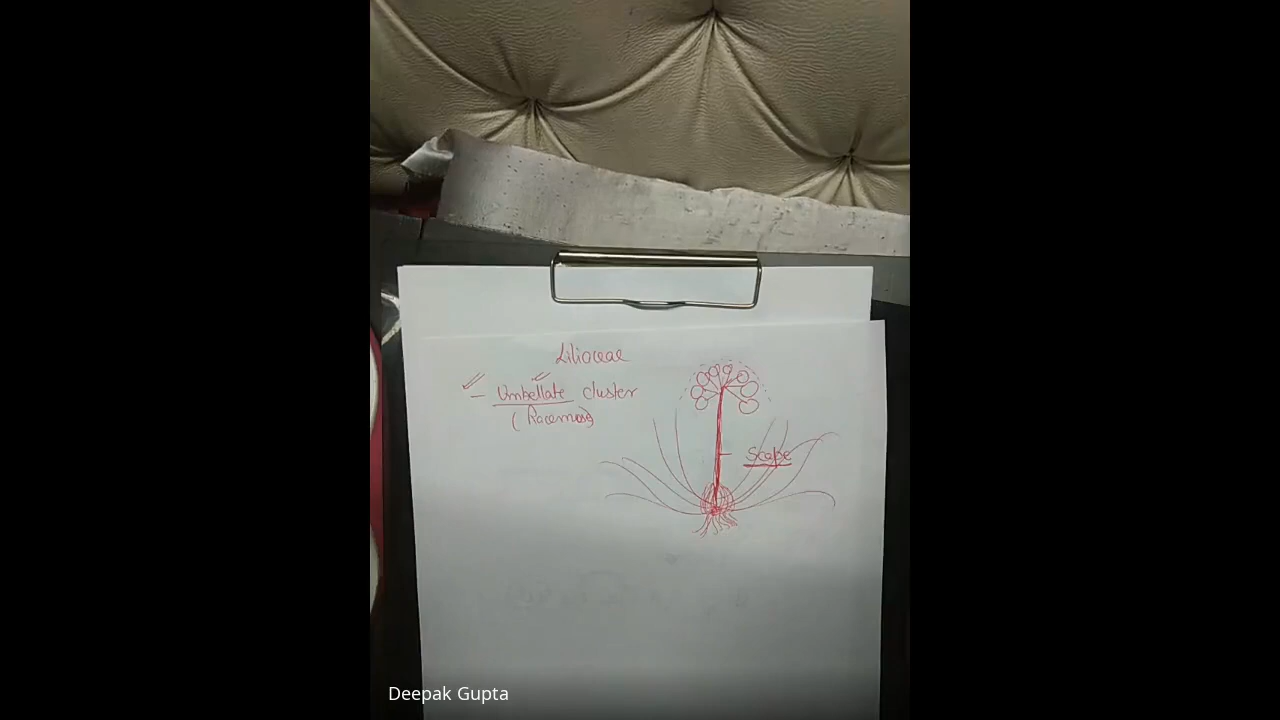 Liliaceae
- Umbellate cluster
(Racemose)
Scape
Deepak Gupta